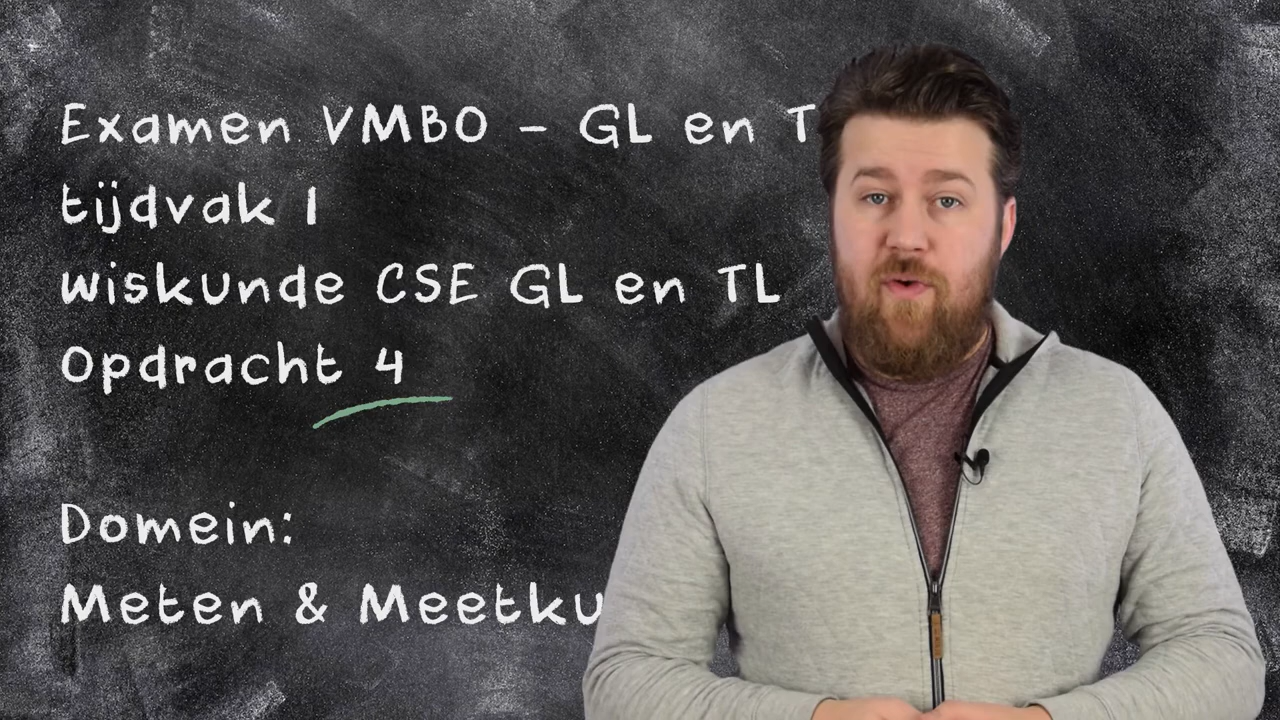 Examen VMBO - GL en T
tijdvak 1
wiskunde CSE GL en TL
Opdracht 4
Domein:
Meten & Meetku